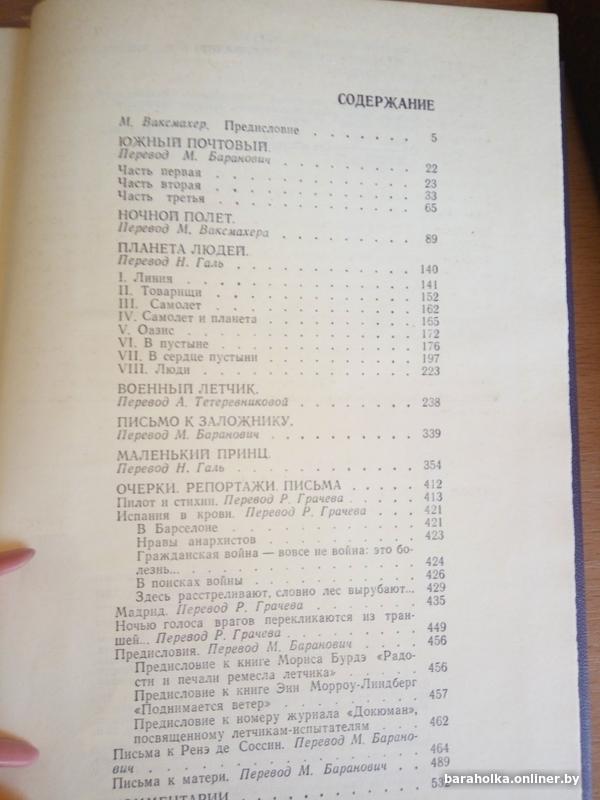 СОДЕРЖАНИЕ
М. Ваксмахер. Предисловие . . . . . . . 5
ЮЖНЫЙ ПОЧТОВЫЙ.
Перевод М. Баранович . . . . . . . 22
Часть первая . . . . . . . 23
Часть вторая . . . . . . . 33
Часть третья . . . . . . . 65
НОЧНОЙ ПОЛЕТ.
Перевод М. Ваксмахера . . . . . . . 89
ПЛАНЕТА ЛЮДЕЙ.
Перевод Н. Галь . . . . . . . 140
I. Линия . . . . . . . 141
II. Товарищи . . . . . . . 152
III. Самолет . . . . . . . 162
IV. Самолет и планета . . . . . . . 165
V. Оазис . . . . . . . 172
VI. В пустыне . . . . . . . 176
VII. В сердце пустыни . . . . . . . 197
VIII. Люди . . . . . . . 223
ВОЕННЫЙ ЛЕТЧИК.
Перевод А. Тетеревниковой . . . . . . . 238
ПИСЬМО К ЗАЛОЖНИКУ.
Перевод М. Баранович . . . . . . . 339
МАЛЕНЬКИЙ ПРИНЦ.
Перевод Н. Галь . . . . . . . 354
ОЧЕРКИ. РЕПОРТАЖИ. ПИСЬМА . . . . 412
Пилот и стихии. Перевод Р. Грачева . . . . 413
Испания в крови. Перевод Р. Грачева . . . 421
В Барселоне . . . . . . . 421
Нравы анархистов . . . . . . . 423
Гражданская война — вовсе не война: это бо-
лезнь... . . . . . . . 424
В поисках войны . . . . . . . 426
Здесь расстреливают, словно лес вырубают... 429
Мадрид. Перевод Р. Грачева . . . . . . . 435
Ночью голоса врагов перекликаются из тран-
шей... Перевод Р. Грачева . . . . . . . 449
Предисловия. Перевод М. Баранович . . . . 456
Предисловие к книге Мориса Бурдэ «Радо-
сти и печали ремесла летчика» . . . . . 456
Предисловие к книге Энн Морроу-Линдберг
«Поднимается ветер» . . . . . . . 457
Предисловие к номеру журнала «Докюман»,
посвященному летчикам-испытателям . . . . 462
Письма к Ренэ де Соссин. Перевод М. Барано-
вич . . . . . . . 464
Письма к матери. Перевод М. Баранович . . . 489
КОММЕНТАРИИ . . . . . . . 532
baraholka.onliner.by